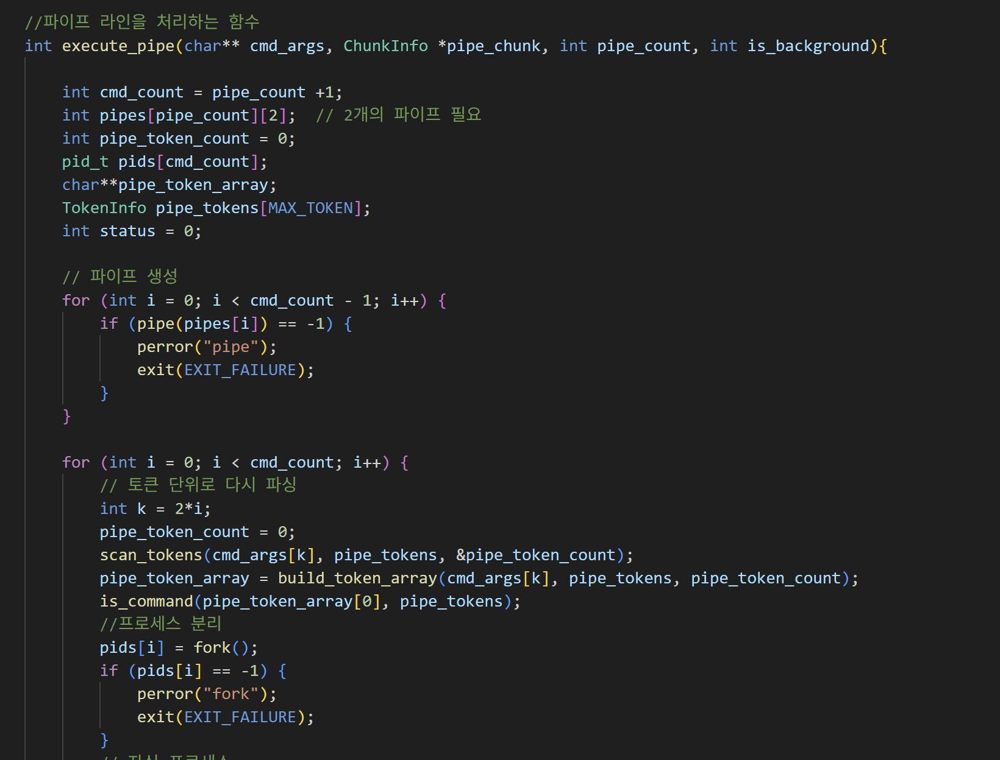 //파이프 라인을 처리하는 함수
int execute_pipe(char** cmd_args, ChunkInfo *pipe_chunk, int pipe_count, int is_background){
int cmd_count = pipe_count +1;
int pipes[pipe_count][2];  // 2개의 파이프 필요
int pipe_token_count = 0;
pid_t pids[cmd_count];
char**pipe_token_array;
TokenInfo pipe_tokens[MAX_TOKEN];
int status = 0;
// 파이프 생성
for (int i = 0; i < cmd_count - 1; i++) {
if (pipe(pipes[i]) == -1) {
perror("pipe");
exit(EXIT_FAILURE);
}
}
for (int i = 0; i < cmd_count; i++) {
// 토큰 단위로 다시 파싱
int k = 2*i;
pipe_token_count = 0;
scan_tokens(cmd_args[k], pipe_tokens, &pipe_token_count);
pipe_token_array = build_token_array(cmd_args[k], pipe_tokens, pipe_token_count);
is_command(pipe_token_array[0], pipe_tokens);
//프로세스 분리
pids[i] = fork();
if (pids[i] == -1) {
perror("fork");
exit(EXIT_FAILURE);
}